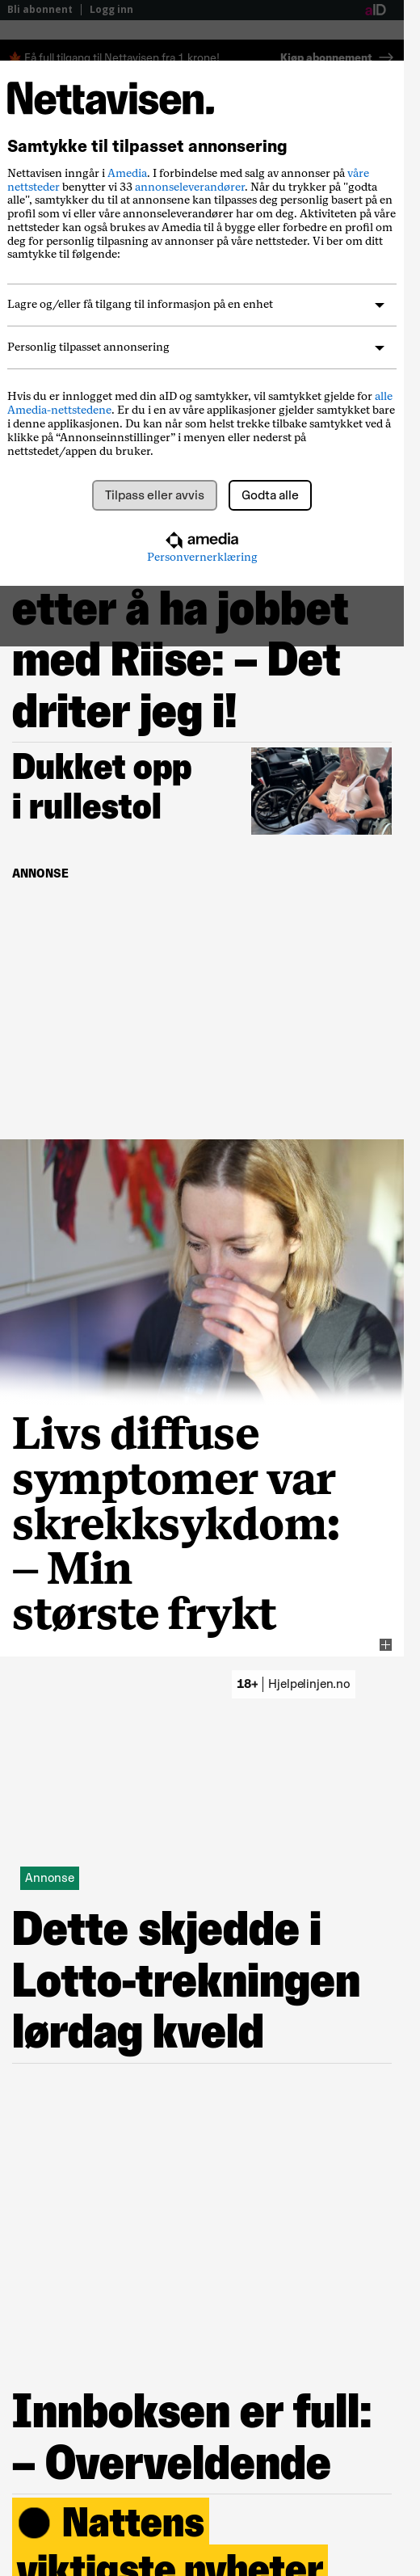 Bli abonnent | Logg inn
aID
Få full tilgang til Nettavisen fra 1 krone!
Kjøp abonnement →
Nettavisen.
Samtykke til tilpasset annonsering
Nettavisen inngår i Amedia. I forbindelse med salg av annonser på våre
nettsteder benytter vi 33 annonseleverandører. Når du trykker på "godta
alle", samtykker du til at annonsene kan tilpasses deg personlig basert på en
profil som vi eller våre annonseleverandører har om deg. Aktiviteten på våre
nettsteder kan også brukes av Amedia til å bygge eller forbedre en profil om
deg for personlig tilpasning av annonser på våre nettsteder. Vi ber om ditt
samtykke til følgende:
Lagre og/eller få tilgang til informasjon på en enhet
Personlig tilpasset annonsering
Hvis du er innlogget med din aID og samtykker, vil samtykket gjelde for alle
Amedia-nettstedene. Er du i en av våre applikasjoner gjelder samtykket bare
i denne applikasjonen. Du kan når som helst trekke tilbake samtykket ved å
klikke på “Annonseinnstillinger” i menyen eller nederst på
nettstedet/appen du bruker.
Tilpass eller avvis
Godta alle
amedia
Personvernerklæring
etter å ha jobbet
med Riise: – Det
driter jeg i!
Dukket opp
i rullestol
ANNONSE
Livs diffuse
symptomer var
skrekksykdom:
– Min
største frykt
18+ | Hjelpelinjen.no
Annonse
Dette skjedde i
Lotto-trekningen
lørdag kveld
Innboksen er full:
– Overveldende
Nattens
viktigste nyheter